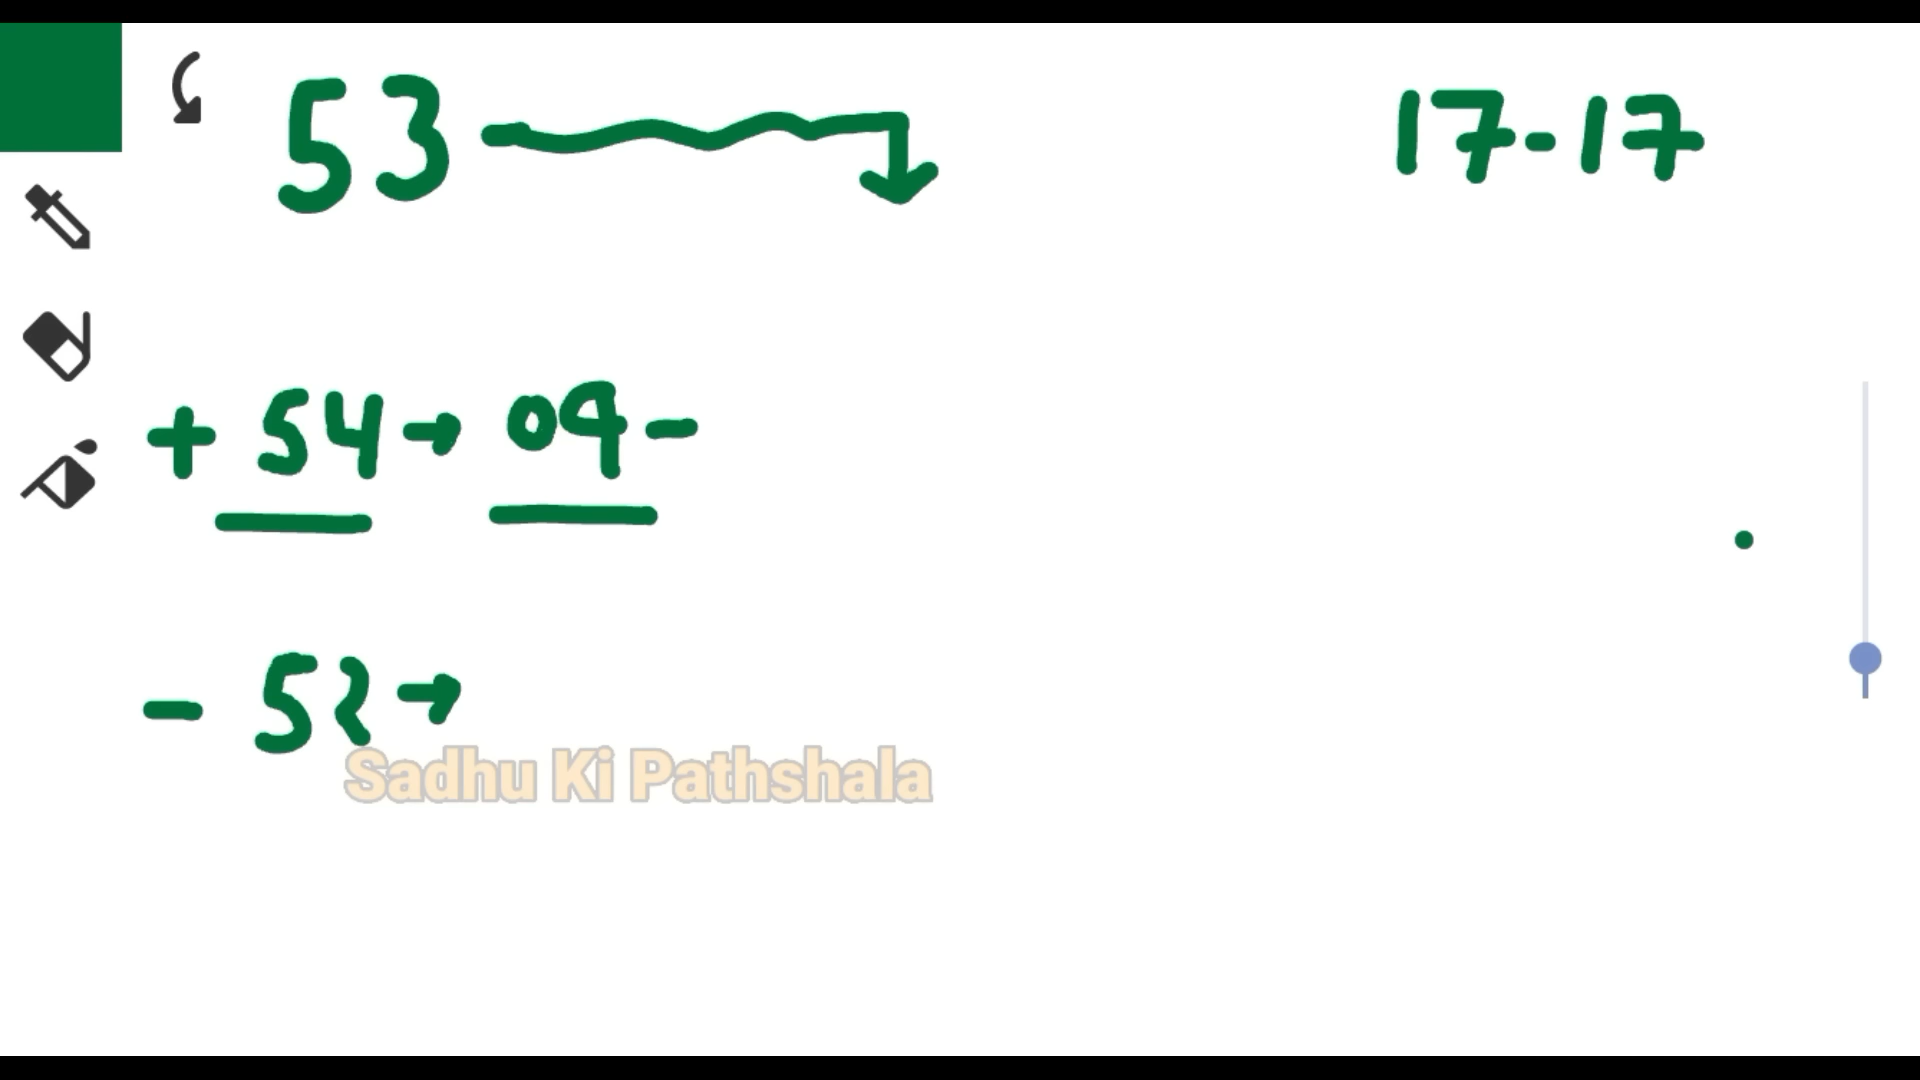 53 → 17-17
+ 54 → 09 -
- 52 →
Sadhu Ki Pathshala